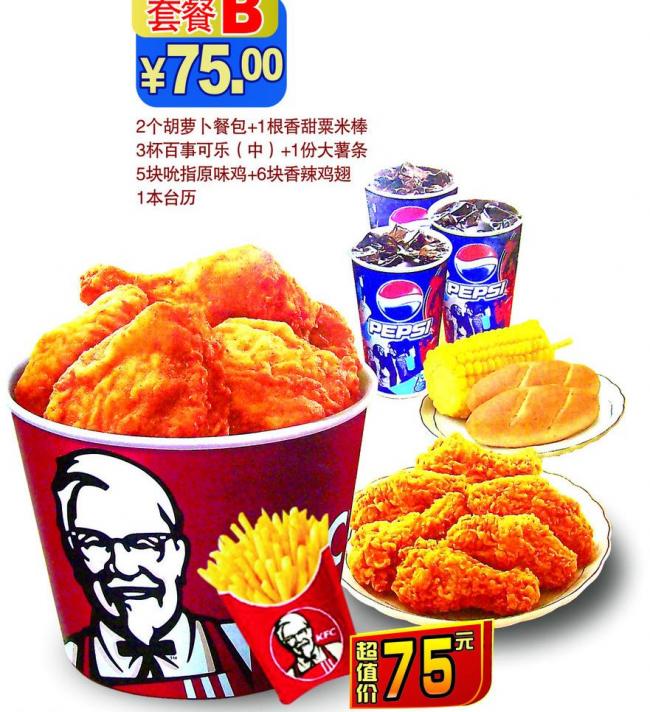 套餐B
¥75.00
2个胡萝卜餐包+1根香甜粟米棒
3杯百事可乐（中）+1份大薯条
5块吮指原味鸡+6块香辣鸡翅
1本台历
PEPSI
PEPSI
KFC
超值价75元